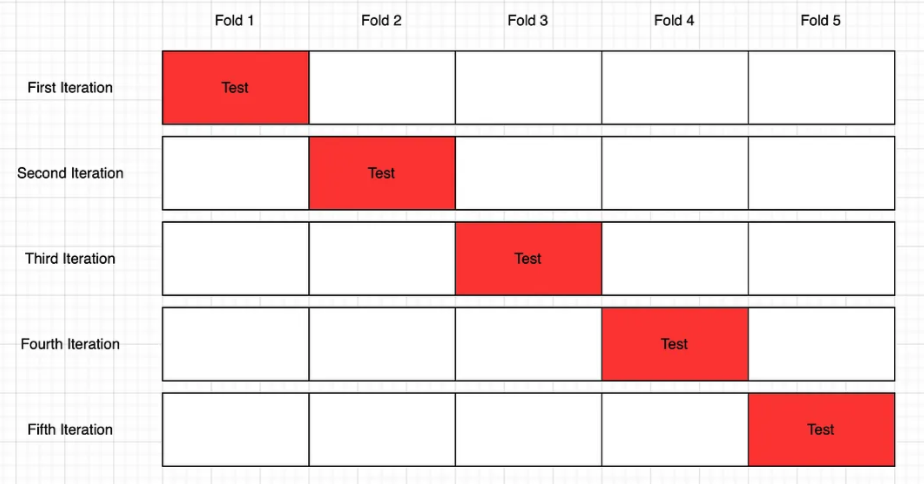 Fold 1 Fold 2 Fold 3 Fold 4 Fold 5
First Iteration Test
Second Iteration Test
Third Iteration Test
Fourth Iteration Test
Fifth Iteration Test